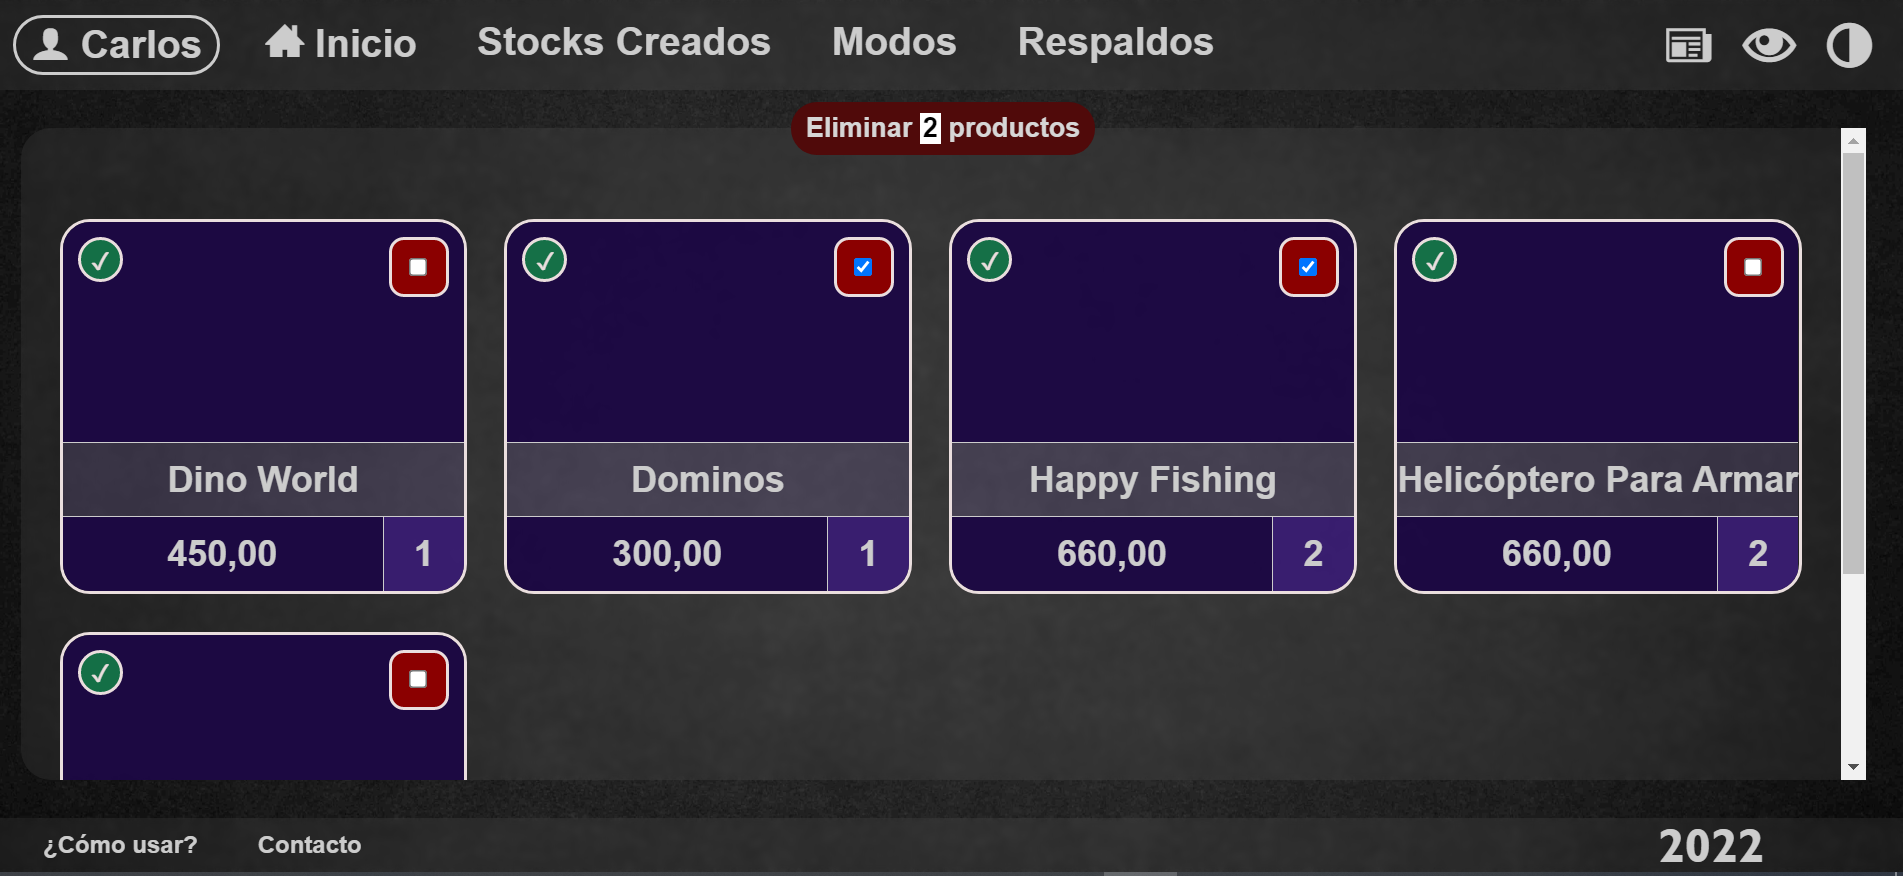 Carlos Inicio Stocks Creados Modos Respaldos
Eliminar 2 productos
Dino World
450,00 1
Dominos
300,00 1
Happy Fishing
660,00 2
Helicóptero Para Armar
660,00 2
¿Cómo usar? Contacto 2022